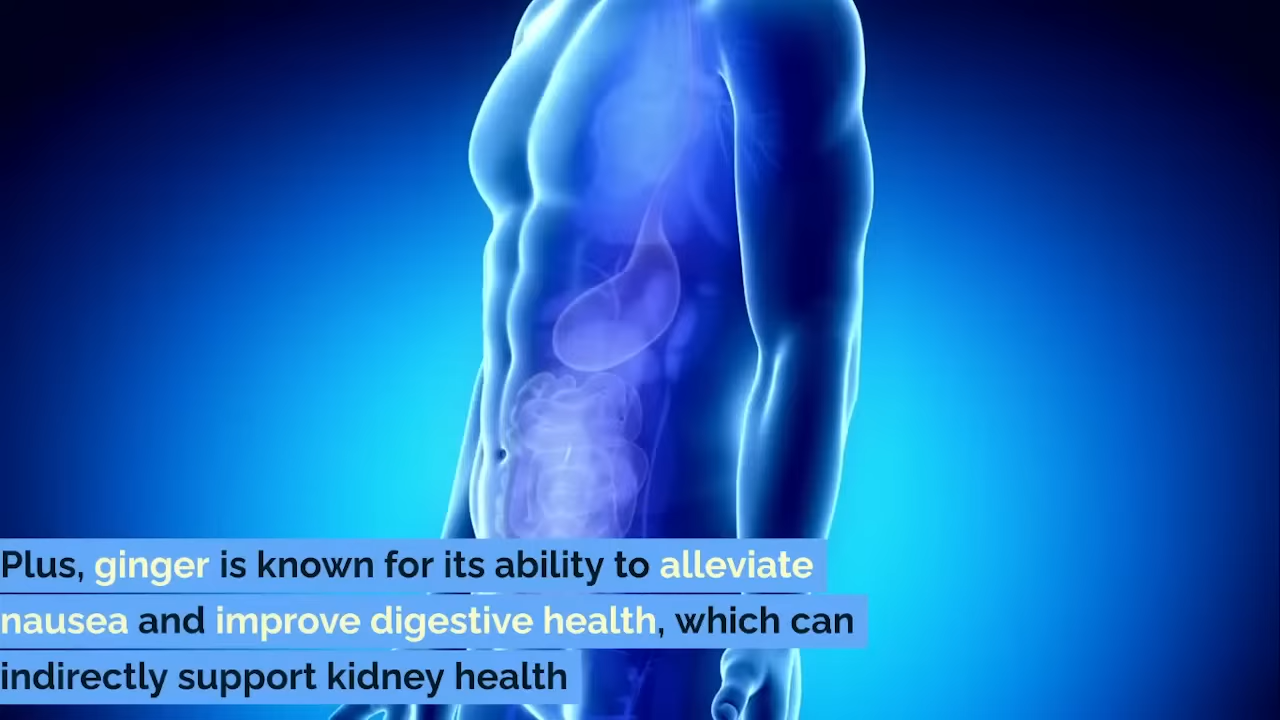 Plus, ginger is known for its ability to alleviate
nausea and improve digestive health, which can
indirectly support kidney health